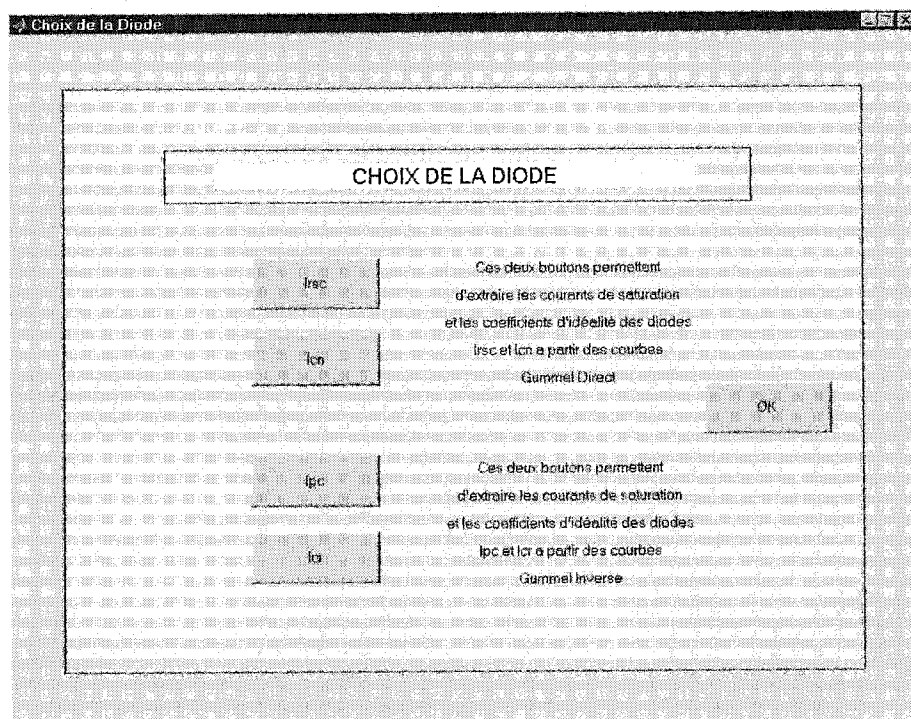 Choix de la Diode
CHOIX DE LA DIODE
Irsc
Icn
Ces deux boutons permettent
d'extraire les courants de saturation
et les coefficients d'idéalité des diodes
Irsc et Icn a partir des courbes
Gummel Direct
OK
Ipc
Ces deux boutons permettent
d'extraire les courants de saturation
et les coefficients d'idéalité des diodes
Ipc et Icr a partir des courbes
Gummel Inverse